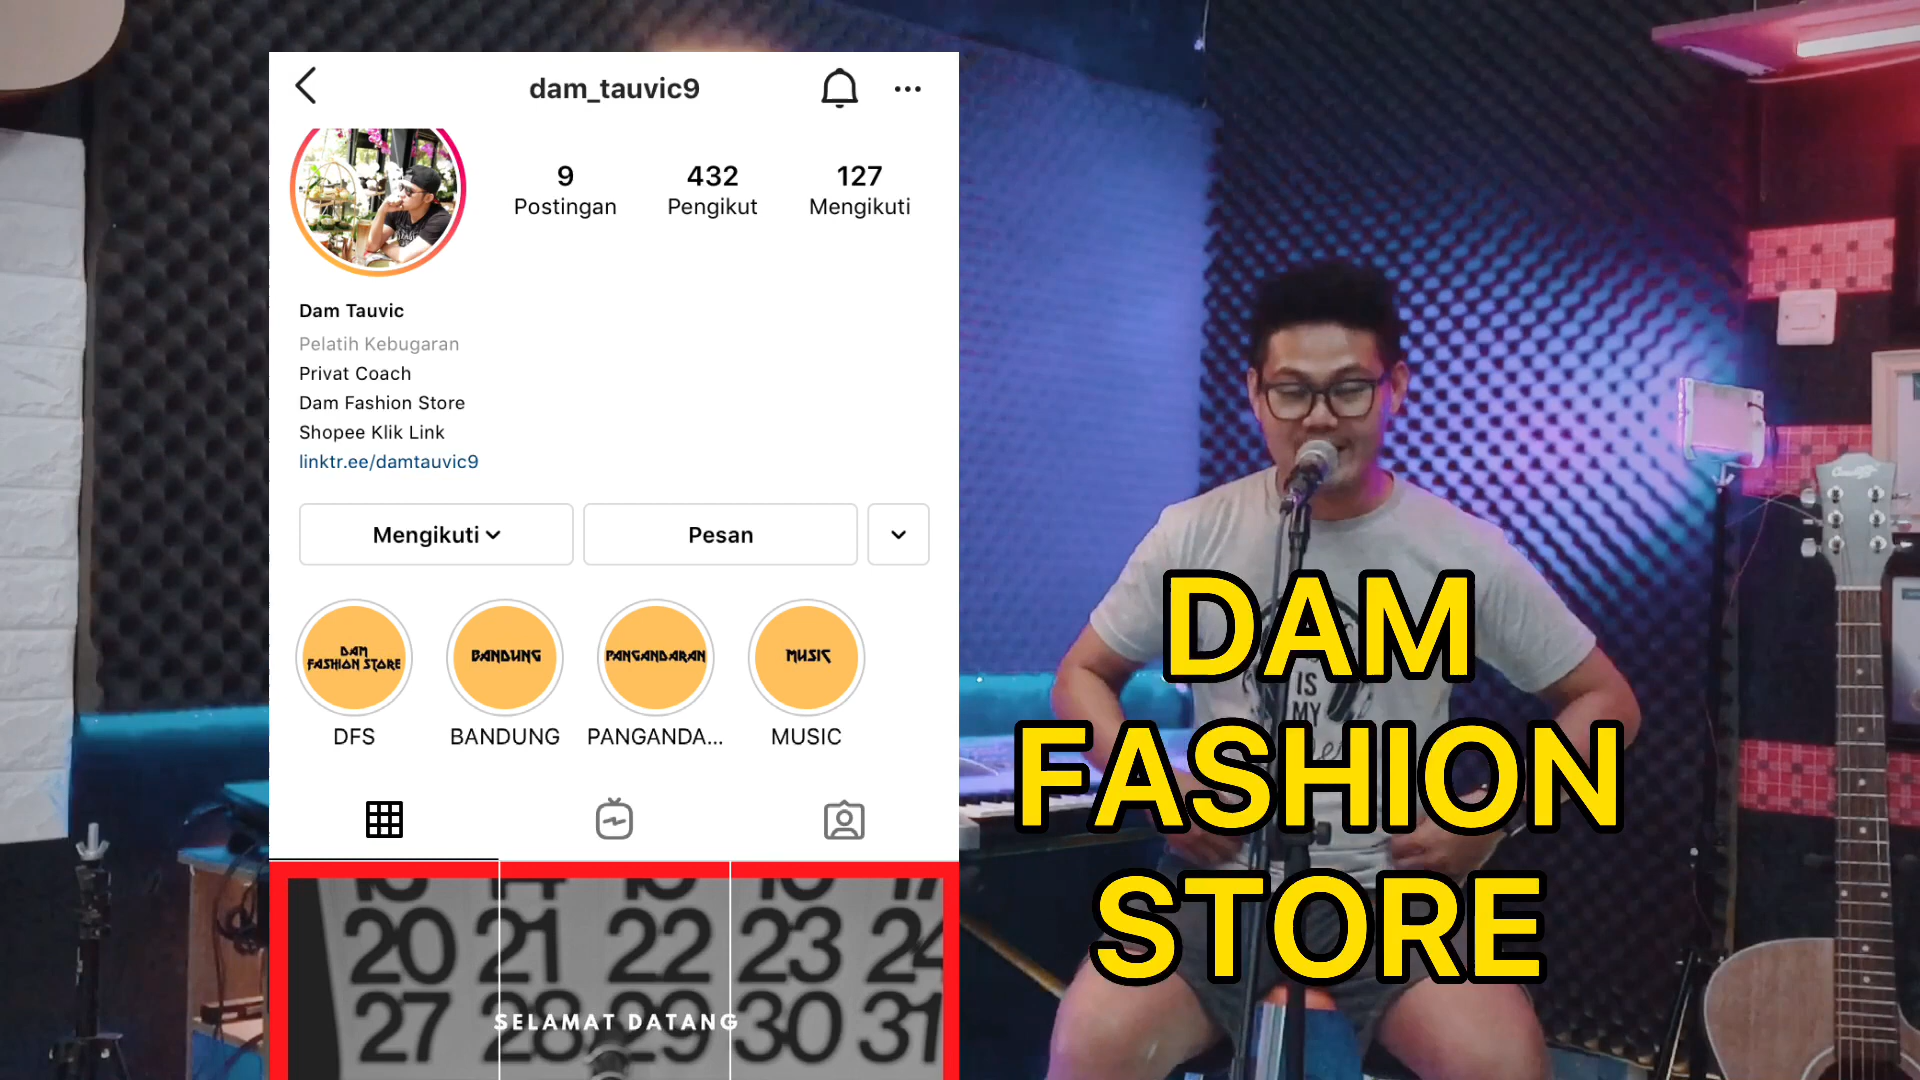 dam_tauvic9
9
432
127
Postingan
Pengikut
Mengikuti
Dam Tauvic
Pelatih Kebugaran
Privat Coach
Dam Fashion Store
Shopee Klik Link
linktr.ee/damtauvic9
Mengikuti
Pesan
DAM
FASHION STORE
BANDUNG
PANGANDARAN
MUSIC
DFS
BANDUNG
PANGANDA...
MUSIC
20 21 22 23 24
27 28 29 30 31
SELAMAT DATANG
IS
MY
DAM
FASHION
STORE